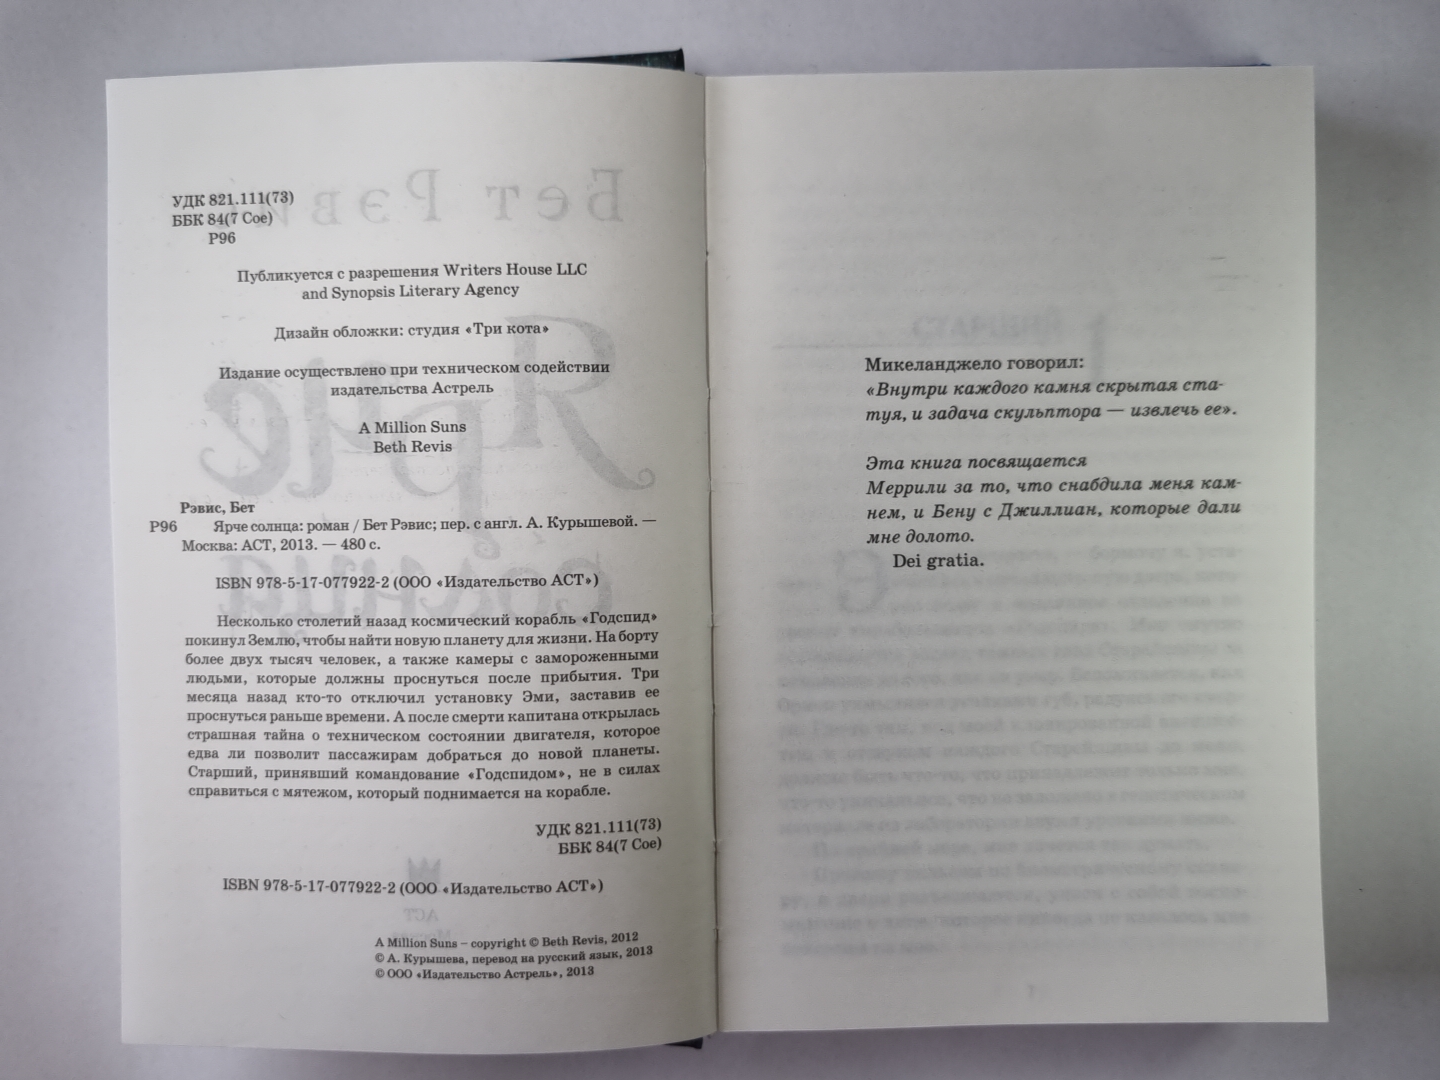 УДК 821.111(73)
ББК 84(7 Сое)
Р96
Публикуется с разрешения Writers House LLC
and Synopsis Literary Agency
Дизайн обложки: студия «Три кота»
Издание осуществлено при техническом содействии
издательства Астрель
A Million Suns
Beth Revis
Рэвис, Бет
Р96 Ярче солнца: роман / Бет Рэвис; пер. с англ. А. Курышевой. —
Москва: АСТ, 2013. — 480 с.
ISBN 978-5-17-077922-2 (ООО «Издательство АСТ»)
Несколько столетий назад космический корабль «Годспид»
покинул Землю, чтобы найти новую планету для жизни. На борту
более двух тысяч человек, а также камеры с замороженными
людьми, которые должны проснуться после прибытия. Три
месяца назад кто-то отключил установку Эми, заставив ее
проснуться раньше времени. А после смерти капитана открылась
страшная тайна о техническом состоянии двигателя, которое
едва ли позволит пассажирам добраться до новой планеты.
Старший, принявший командование «Годспидом», не в силах
справиться с мятежом, который поднимается на корабле.
УДК 821.111(73)
ББК 84(7 Сое)
ISBN 978-5-17-077922-2 (ООО «Издательство АСТ»)
A Million Suns – copyright © Beth Revis, 2012
© А. Курышева, перевод на русский язык, 2013
© ООО «Издательство Астрель», 2013
Микеланджело говорил:
«Внутри каждого камня скрытая ста-
туя, и задача скульптора — извлечь ее».
Эта книга посвящается
Меррили за то, что снабдила меня кам-
нем, и Бену с Джиллиан, которые дали
мне долото.
Dei gratia.